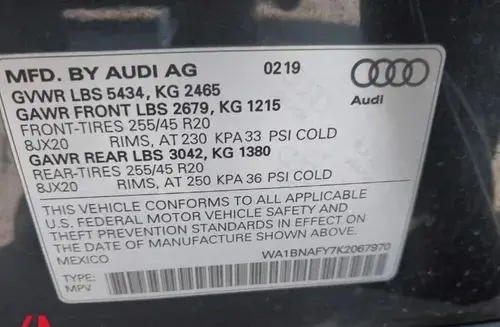 MFD. BY AUDI AG 02/19
GVWR LBS 5434, KG 2465
GAWR FRONT LBS 2679, KG 1215
FRONT-TIRES 255/45 R20
8JX20 RIMS, AT 230 KPA 33 PSI COLD
GAWR REAR LBS 3042, KG 1380
REAR-TIRES 255/45 R20
8JX20 RIMS, AT 250 KPA 36 PSI COLD
Audi
THIS VEHICLE CONFORMS TO ALL APPLICABLE
U.S. FEDERAL MOTOR VEHICLE SAFETY AND
THEFT PREVENTION STANDARDS IN EFFECT ON
THE DATE OF MANUFACTURE SHOWN ABOVE.
MEXICO WA1BNAFY7K2067970
TYPE:
MPV